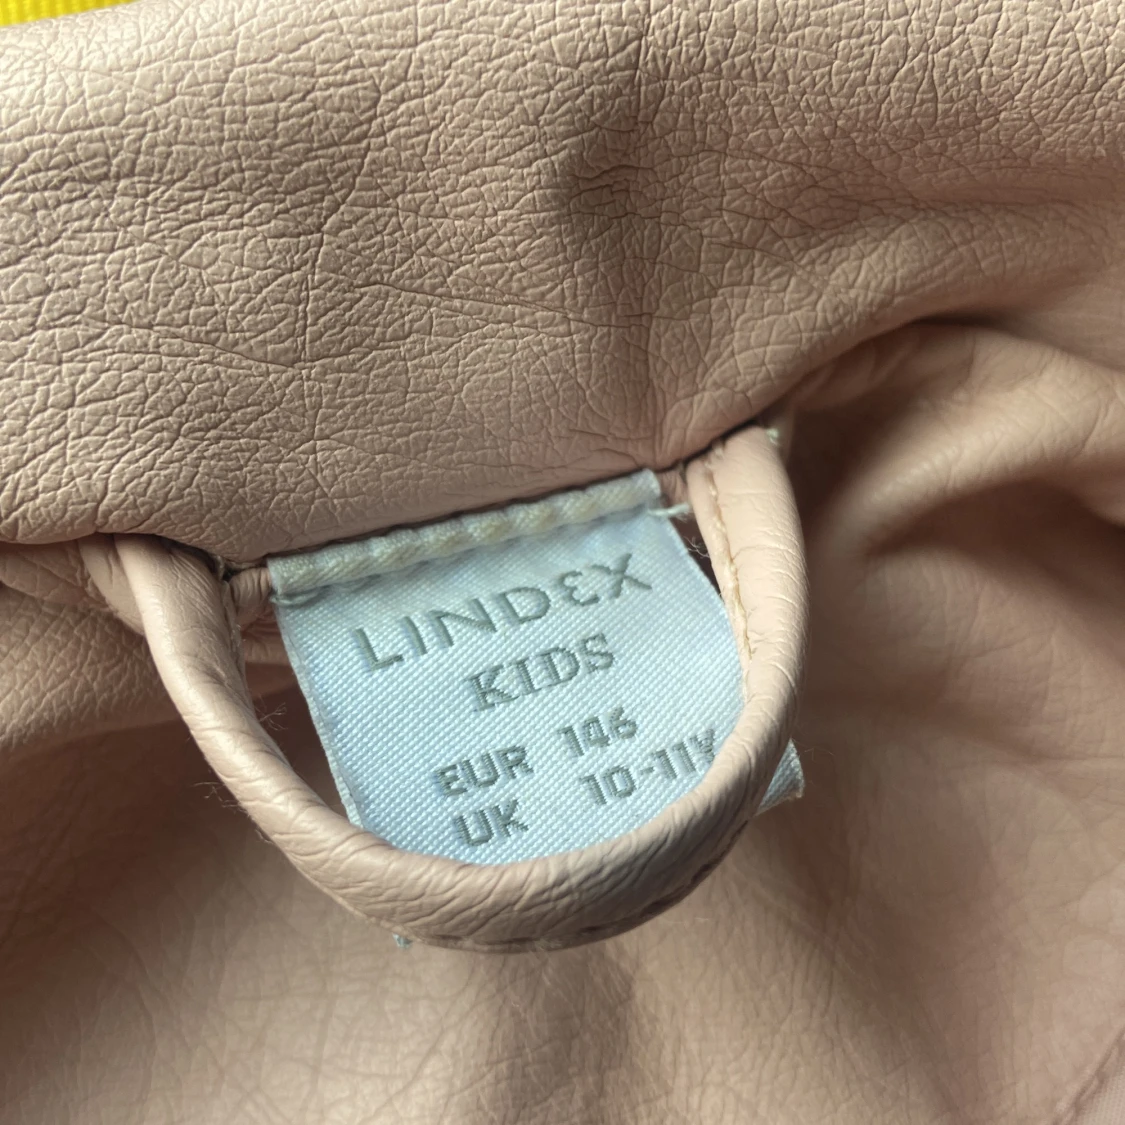 LINDEX
KIDS
EUR 146
UK 10-11Y